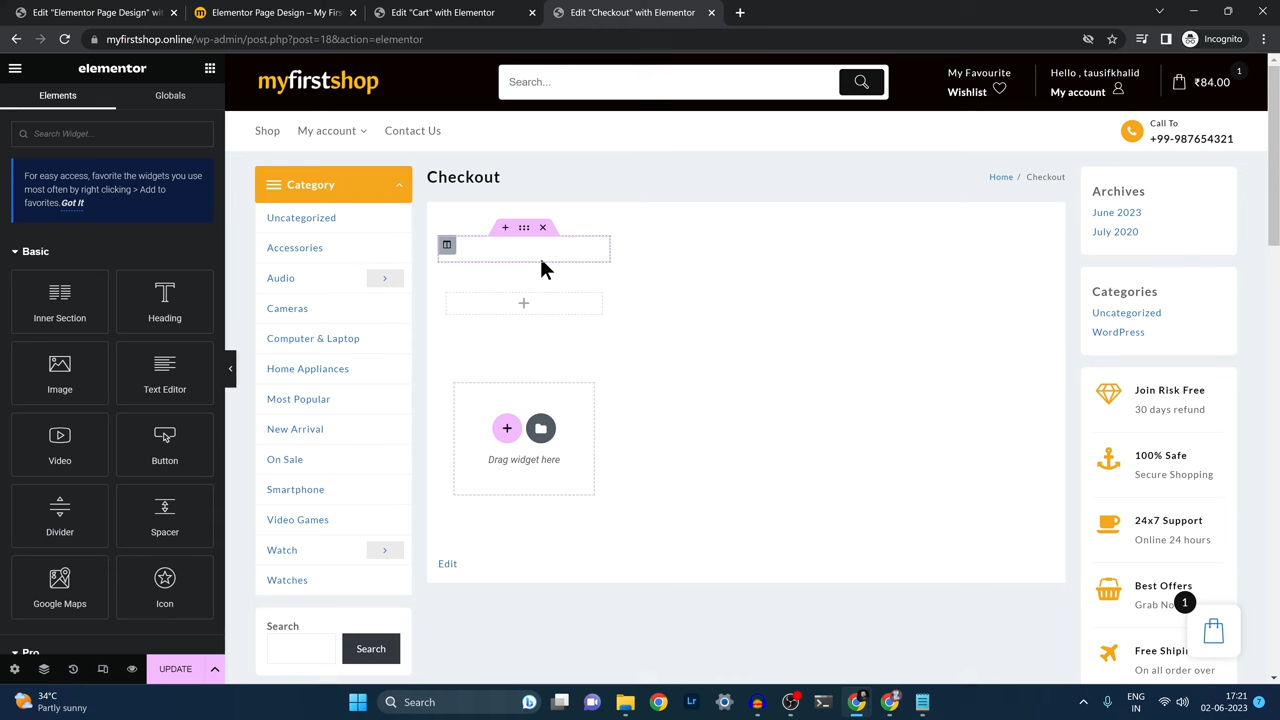 Edit "Elementor Page Design" wit
Elementor Page Design – My Firs
Edit "Cart" with Elementor
Edit "Checkout" with Elementor
myfirstshop.online/wp-admin/post.php?post=18&action=elementor
Incognito
elementor
Elements
Globals
Search Widget...
For easy access, favorite the widgets you use
most often by right clicking > Add to
favorites. Got It
Basic
Inner Section
Heading
Image
Text Editor
Video
Button
Divider
Spacer
Google Maps
Icon
Pro
UPDATE
myfirstshop
Search...
My Favourite
Wishlist
Hello , tausifkhalid
My account
₹84.00
1
Shop
My account
Contact Us
Call To
+99-987654321
Category
Uncategorized
Accessories
Audio
Cameras
Computer & Laptop
Home Appliances
Most Popular
New Arrival
On Sale
Smartphone
Video Games
Watch
Watches
Search
Search
Checkout
Home / Checkout
Drag widget here
Edit
Archives
June 2023
July 2020
Categories
Uncategorized
WordPress
Join Risk Free
30 days refund
100% Safe
Secure Shopping
24x7 Support
Online 24 hours
Best Offers
Grab No
Free Shipi
On all order over
1
34°C
Partly sunny
Search
Lr
ENG
IN
17:21
02-06-2023
7